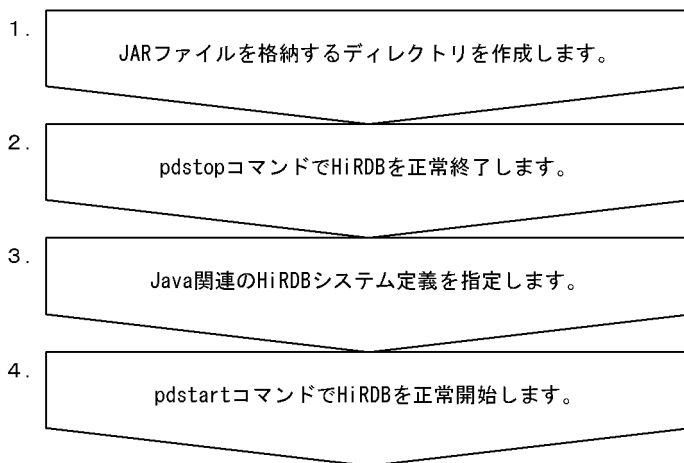 1. JARファイルを格納するディレクトリを作成します。
2. pdstopコマンドでHiRDBを正常終了します。
3. Java関連のHiRDBシステム定義を指定します。
4. pdstartコマンドでHiRDBを正常開始します。